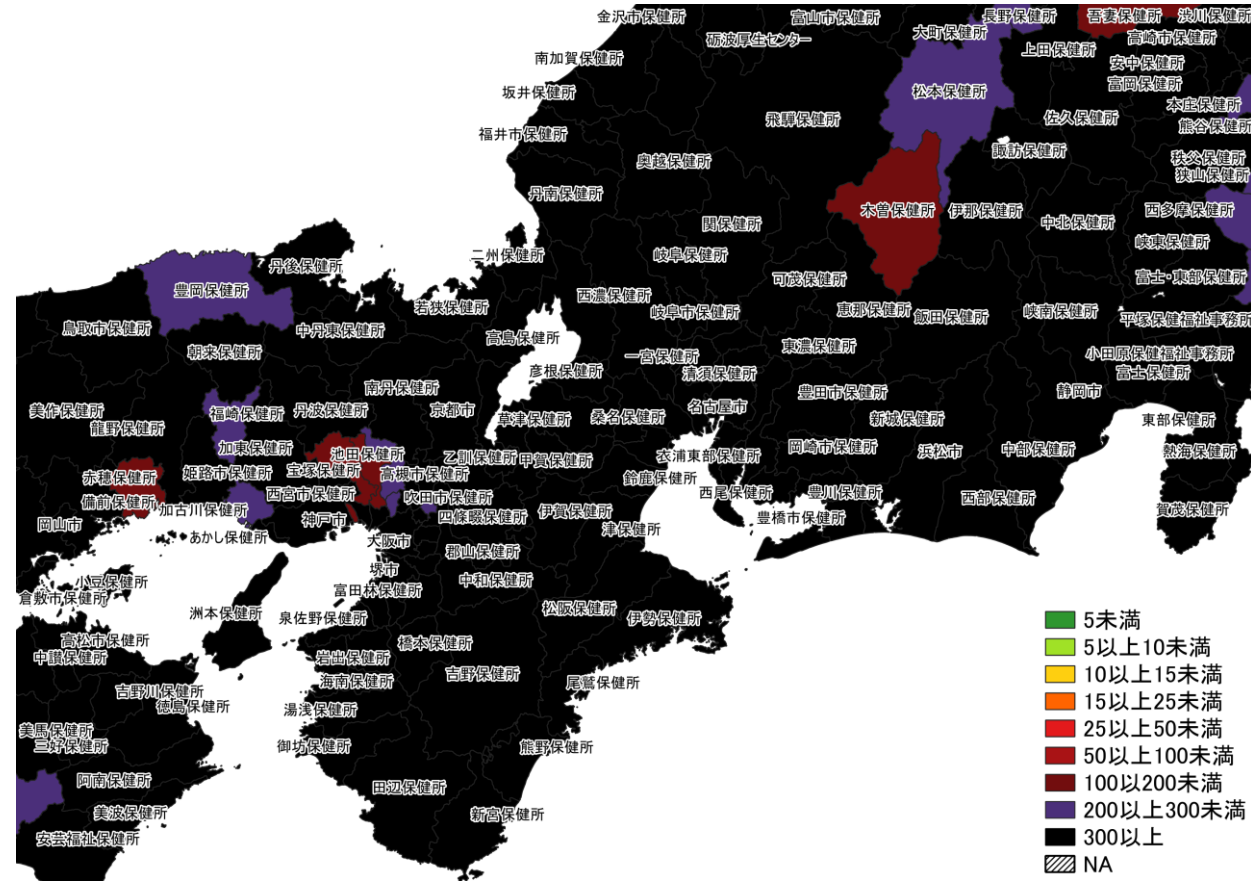 金沢市保健所
富山市保健所
長野保健所
吾妻保健所
渋川保健所
砺波厚生センター
大町保健所
高崎市保健所
南加賀保健所
上田保健所
安中保健所
富岡保健所
坂井保健所
松本保健所
本庄保健所
飛騨保健所
佐久保健所
熊谷保健所
福井市保健所
諏訪保健所
奥越保健所
秩父保健所
狭山保健所
丹南保健所
木曽保健所
伊那保健所
西多摩保健所
関保健所
中北保健所
峡東保健所
二州保健所
岐阜保健所
丹後保健所
可茂保健所
富士・東部保健所
豊岡保健所
西濃保健所
若狭保健所
岐阜市保健所
恵那保健所
飯田保健所
峡南保健所
平塚保健福祉事務所
鳥取市保健所
中丹東保健所
高島保健所
朝来保健所
一宮保健所
東濃保健所
小田原保健福祉事務所
彦根保健所
清須保健所
富士保健所
南丹保健所
豊田市保健所
静岡市
美作保健所
福崎保健所
丹波保健所
京都市
草津保健所
桑名保健所
名古屋市
新城保健所
東部保健所
龍野保健所
加東保健所
池田保健所
乙訓保健所
甲賀保健所
衣浦東部保健所
岡崎市保健所
浜松市
中部保健所
熱海保健所
赤穂保健所
姫路市保健所
宝塚保健所
高槻市保健所
鈴鹿保健所
備前保健所
加古川保健所
西宮市保健所
吹田市保健所
西尾保健所
豊川保健所
西部保健所
岡山市
神戸市
四條畷保健所
伊賀保健所
豊橋市保健所
賀茂保健所
あかし保健所
大阪市
郡山保健所
津保健所
堺市
小豆保健所
富田林保健所
中和保健所
倉敷市保健所
洲本保健所
泉佐野保健所
松阪保健所
伊勢保健所
高松市保健所
橋本保健所
中讃保健所
岩出保健所
吉野保健所
吉野川保健所
海南保健所
尾鷲保健所
徳島保健所
湯浅保健所
美馬保健所
三好保健所
御坊保健所
熊野保健所
阿南保健所
田辺保健所
美波保健所
新宮保健所
安芸福祉保健所
5未満
5以上10未満
10以上15未満
15以上25未満
25以上50未満
50以上100未満
100以200未満
200以上300未満
300以上
NA